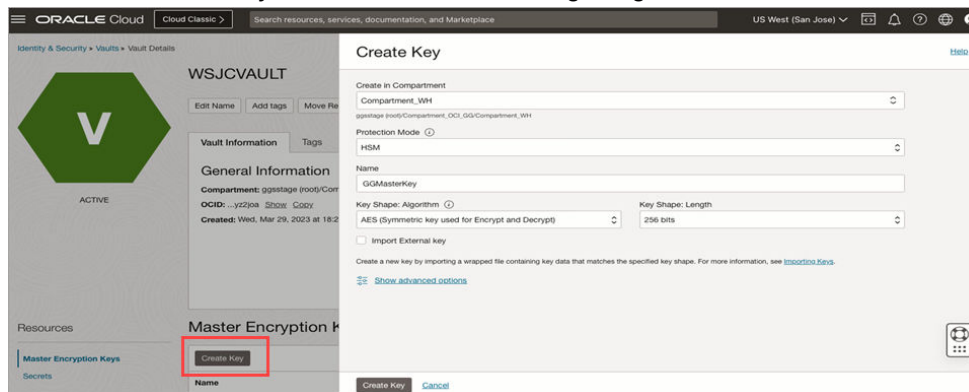 ORACLE Cloud
Cloud Classic >
Search resources, services, documentation, and Marketplace
US West (San Jose)
Identity & Security » Vaults » Vault Details
V
ACTIVE
WSJCVAULT
Edit Name
Add tags
Move Re
Vault Information
Tags
General Information
Compartment: ggsstage (root)/Com
OCID: ...yz2joa Show Copy
Created: Wed, Mar 29, 2023 at 18:2
Resources
Master Encryption Keys
Secrets
Master Encryption K
Create Key
Name
Create Key
Help
Create in Compartment
Compartment_WH
ggsstage (root)/Compartment_OCI_GG/Compartment_WH
Protection Mode
HSM
Name
GGMasterKey
Key Shape: Algorithm
Key Shape: Length
AES (Symmetric key used for Encrypt and Decrypt)
256 bits
Import External key
Create a new key by importing a wrapped file containing key data that matches the specified key shape. For more information, see Importing Keys.
Show advanced options
Create Key
Cancel